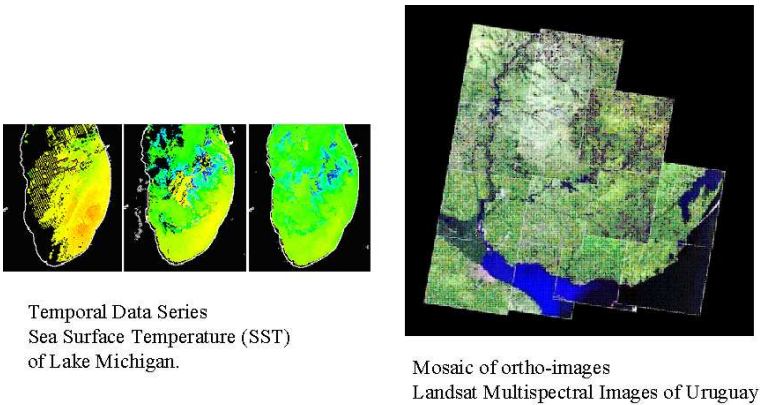 Temporal Data Series
Sea Surface Temperature (SST)
of Lake Michigan.
Mosaic of ortho-images
Landsat Multispectral Images of Uruguay